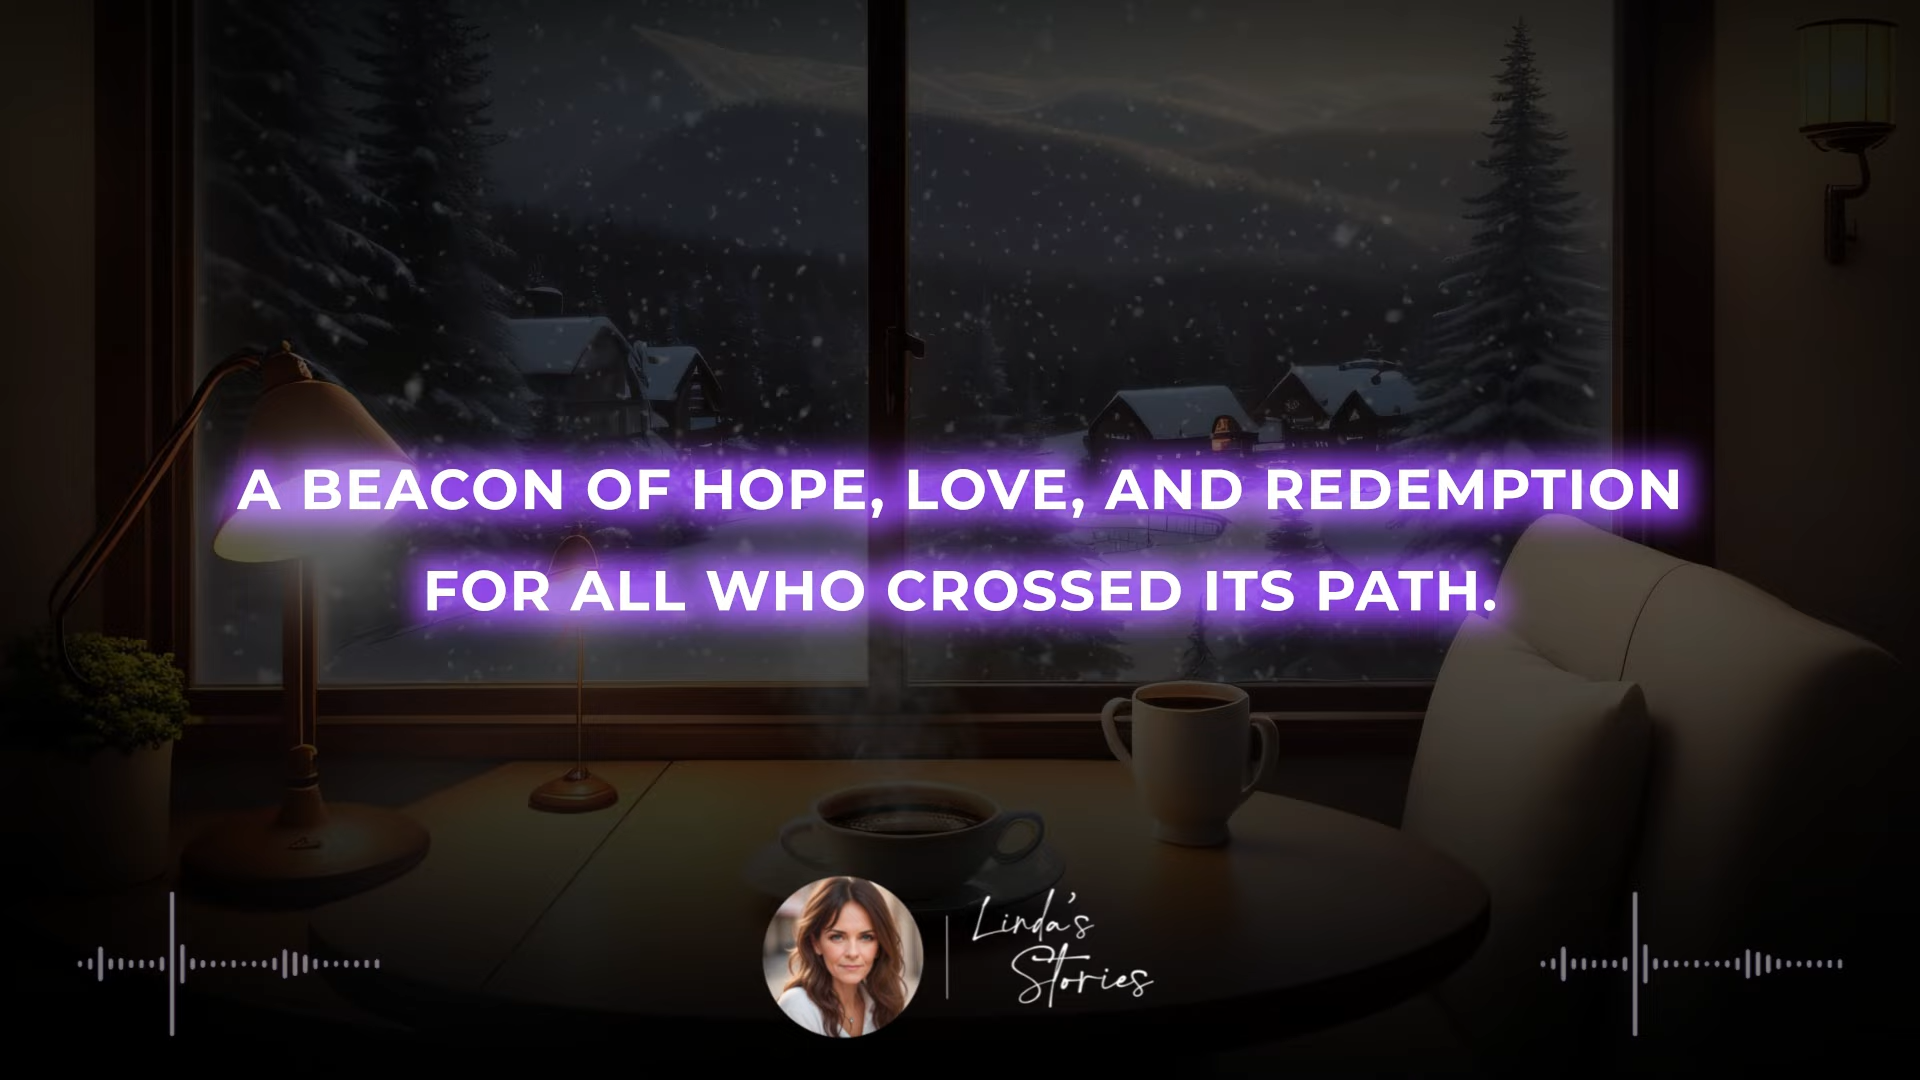 A BEACON OF HOPE, LOVE, AND REDEMPTION
FOR ALL WHO CROSSED ITS PATH.
Linda's
Stories